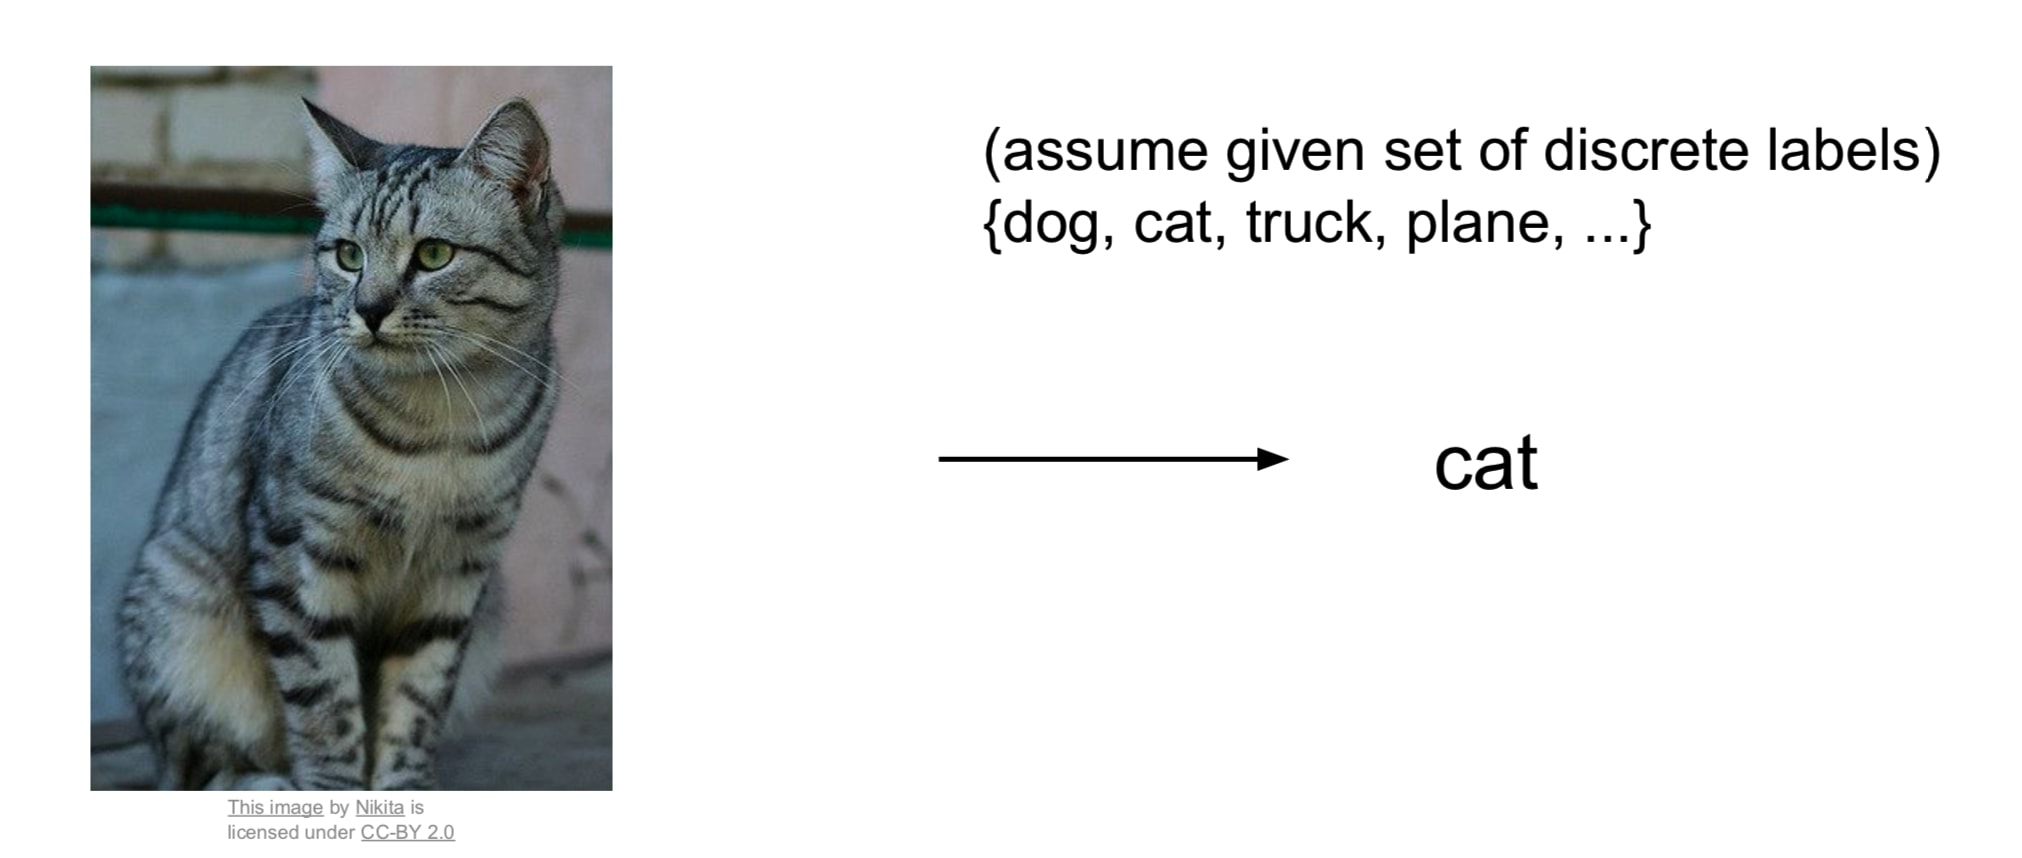 (assume given set of discrete labels)
{dog, cat, truck, plane, ...}
cat
This image by Nikita is
licensed under CC-BY 2.0